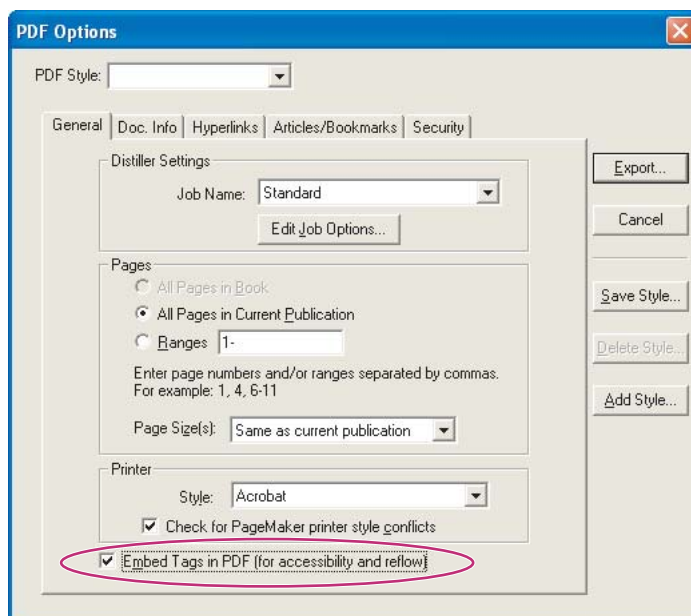 PDF Options
PDF Style:
General Doc. Info Hyperlinks Articles/Bookmarks Security
Distiller Settings
Job Name: Standard
Edit Job Options...
Pages
All Pages in Book
All Pages in Current Publication
Ranges 1-
Enter page numbers and/or ranges separated by commas.
For example: 1, 4, 6-11
Page Size(s): Same as current publication
Printer
Style: Acrobat
Check for PageMaker printer style conflicts
Embed Tags in PDF (for accessibility and reflow)
Export...
Cancel
Save Style...
Delete Style...
Add Style...